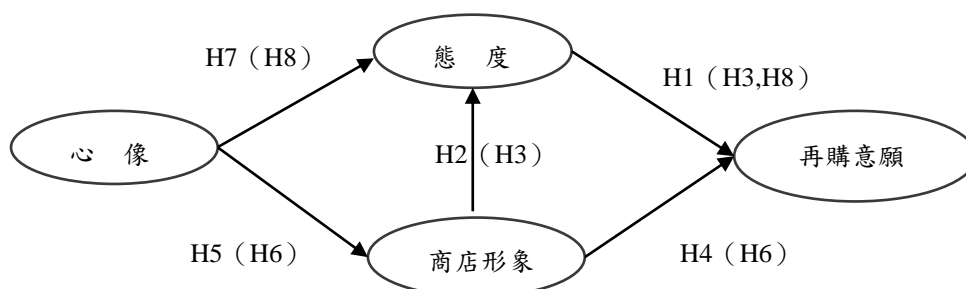 態　度
H7（H8）
H1（H3,H8）
心　像
H2（H3）
再購意願
H5（H6）
商店形象
H4（H6）